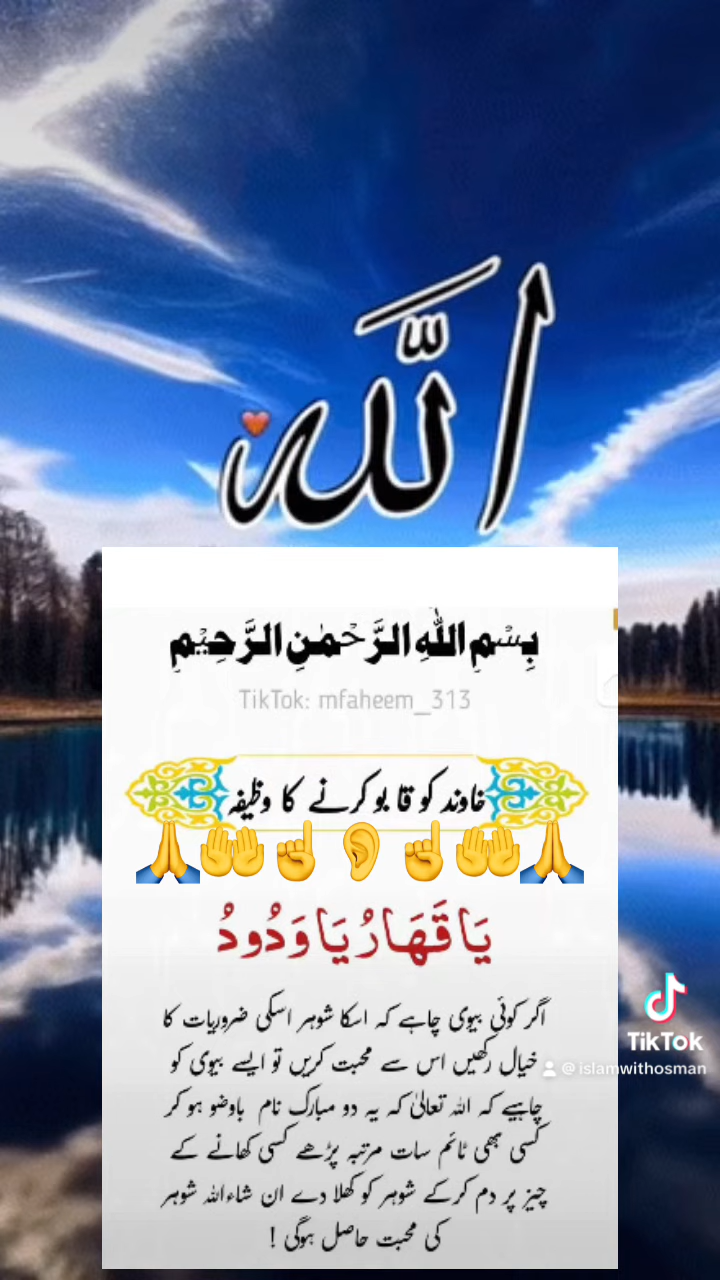 الله
بِسْمِ اللهِ الرَّحْمٰنِ الرَّحِيْمِ
TikTok: mfaheem_313
خاوند کو قابو کرنے کا وظیفہ
يَا قَهَارُ يَا وَدُودُ
اگر کوئی بیوی چاہے کہ اسکا شوہر اسکی ضروریات کا
خیال رکھیں اس سے محبت کریں تو ایسے بیوی کو
چاہیے کہ اللہ تعالیٰ کہ یہ دو مبارک نام باوضو ہو کر
کسی بھی ٹائم سات مرتبہ پڑھے کسی کھانے کے
چیز پر دم کرکے شوہر کو کھلا دے ان شاءاللہ شوہر
کی محبت حاصل ہوگی !
TikTok
@islamwithosman